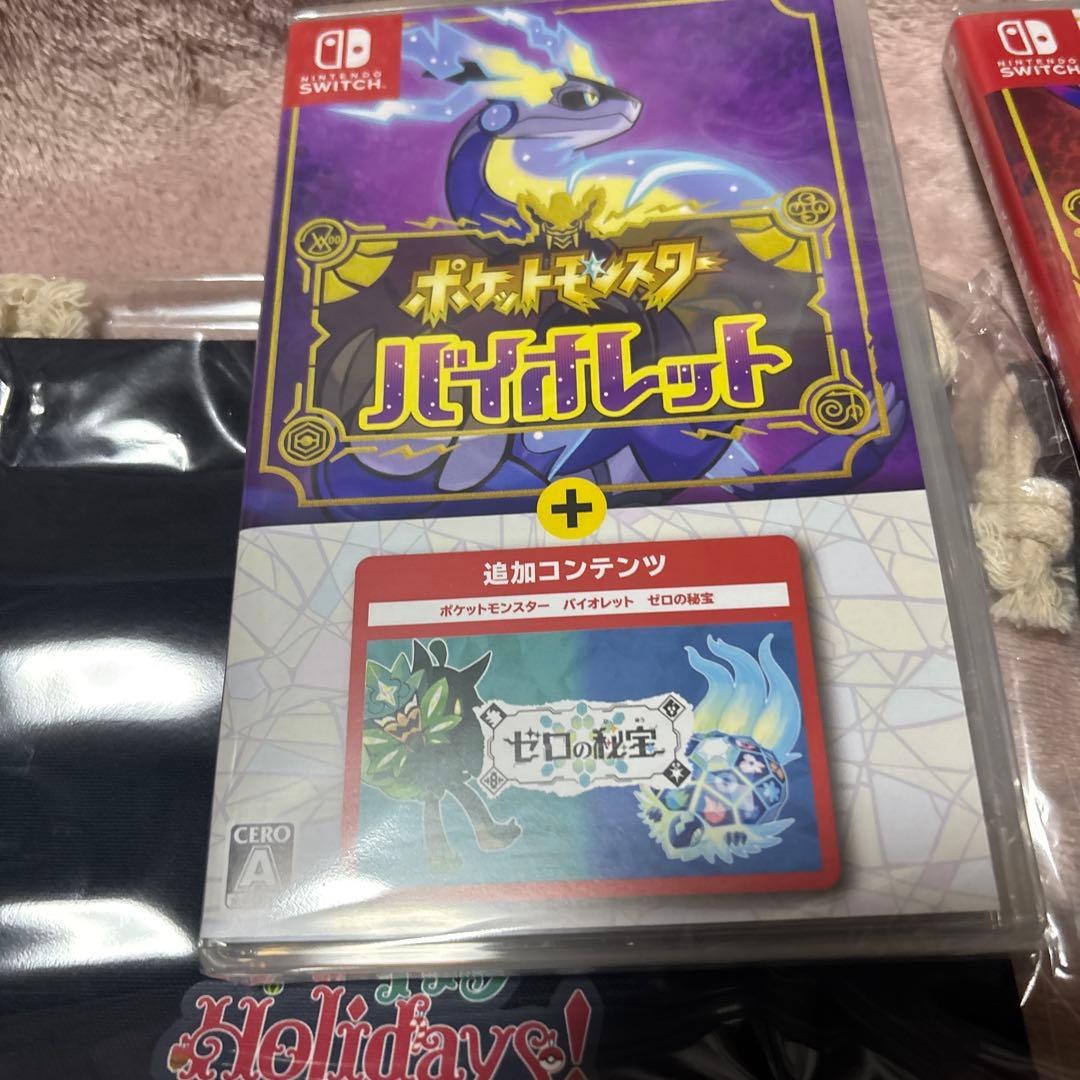 NINTENDO
SWITCH
ポケットモンスター
バイオレット
+
追加コンテンツ
ポケットモンスター バイオレット ゼロの秘宝
ゼロの秘宝
CERO
A
Holidays!
NINTENDO
SWITCH